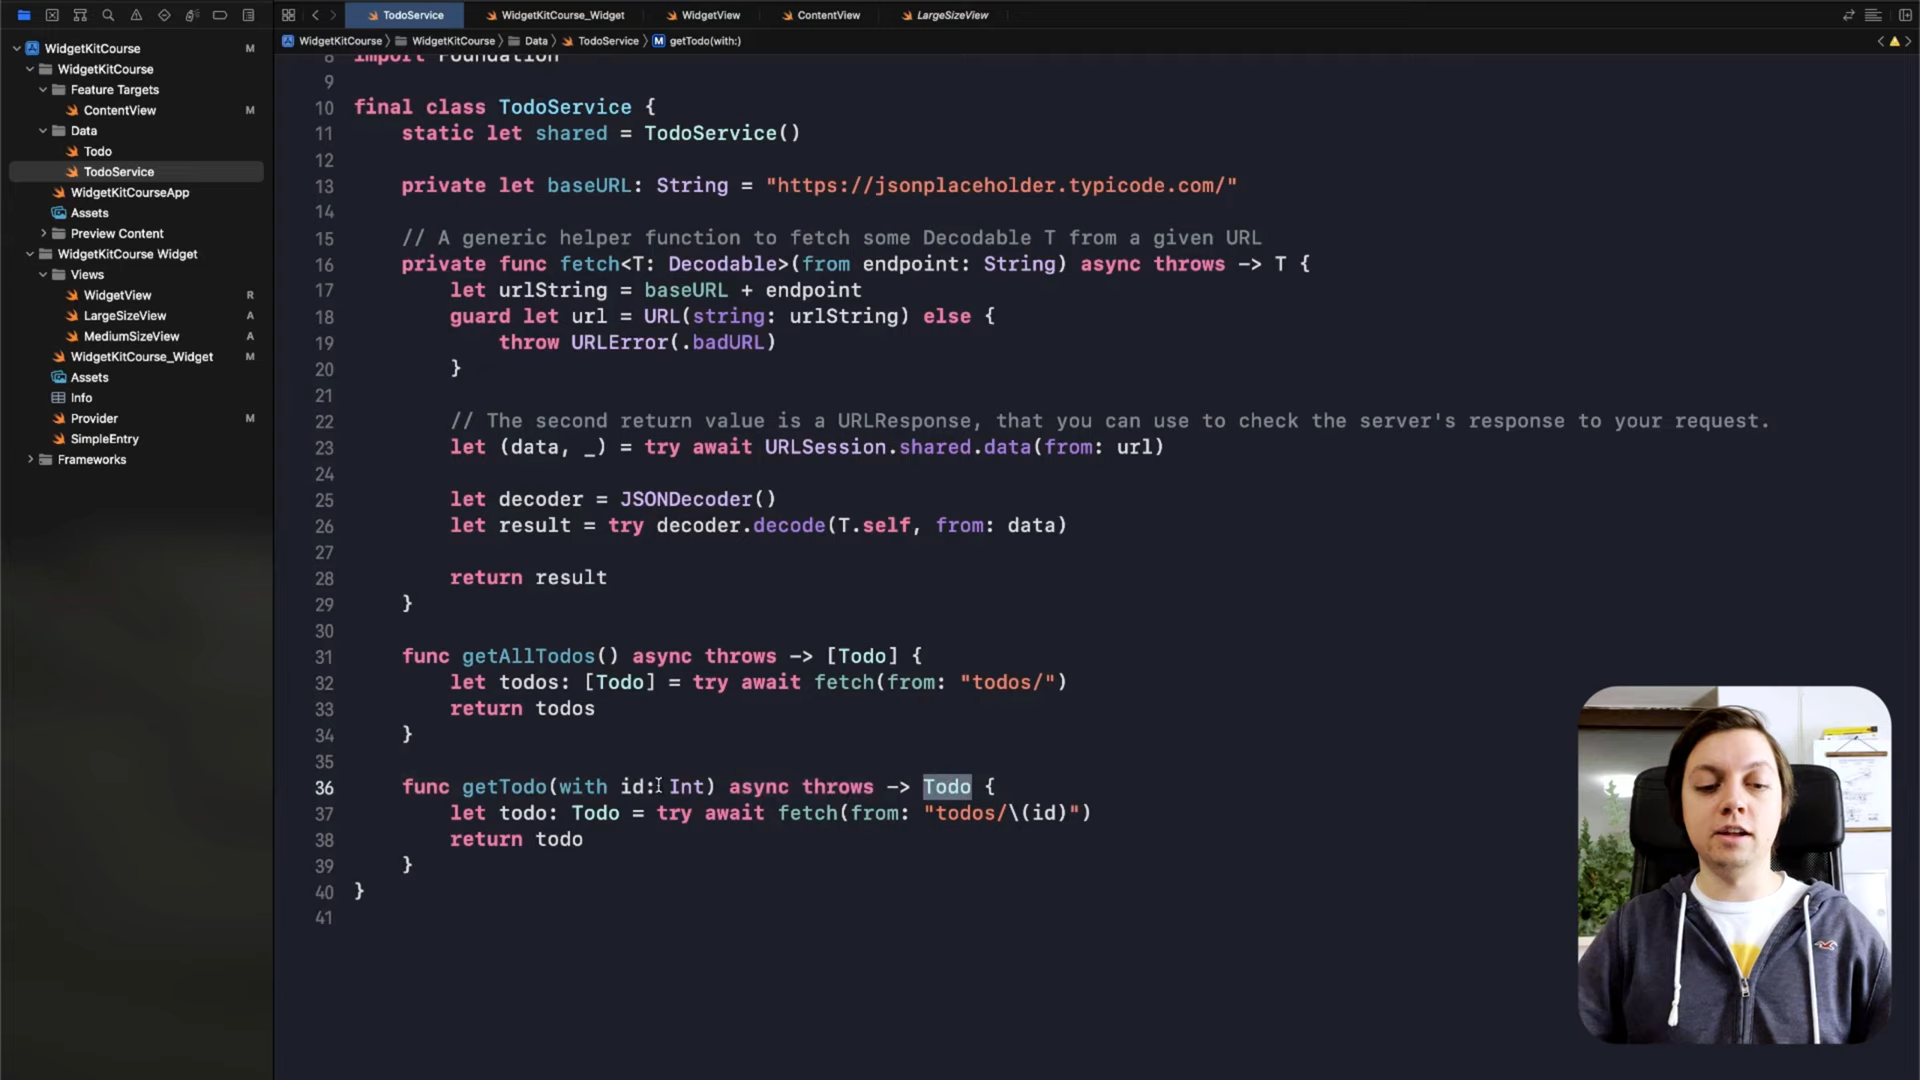 TodoService
WidgetKitCourse_Widget
WidgetView
ContentView
LargeSizeView
WidgetKitCourse
M
WidgetKitCourse
Feature Targets
ContentView
M
Data
Todo
TodoService
WidgetKitCourseApp
Assets
Preview Content
WidgetKitCourse Widget
Views
WidgetView
R
LargeSizeView
A
MediumSizeView
A
WidgetKitCourse_Widget
M
Assets
Info
Provider
M
SimpleEntry
Frameworks
WidgetKitCourse > WidgetKitCourse > Data > TodoService > M getTodo(with:)
8 import Foundation
9
10 final class TodoService {
11 static let shared = TodoService()
12
13 private let baseURL: String = "https://jsonplaceholder.typicode.com/"
14
15 // A generic helper function to fetch some Decodable T from a given URL
16 private func fetch<T: Decodable>(from endpoint: String) async throws -> T {
17 let urlString = baseURL + endpoint
18 guard let url = URL(string: urlString) else {
19 throw URLError(.badURL)
20 }
21
22 // The second return value is a URLResponse, that you can use to check the server's response to your request.
23 let (data, _) = try await URLSession.shared.data(from: url)
24
25 let decoder = JSONDecoder()
26 let result = try decoder.decode(T.self, from: data)
27
28 return result
29 }
30
31 func getAllTodos() async throws -> [Todo] {
32 let todos: [Todo] = try await fetch(from: "todos/")
33 return todos
34 }
35
36 func getTodo(with id: Int) async throws -> Todo {
37 let todo: Todo = try await fetch(from: "todos/\(id)")
38 return todo
39 }
40 }
41